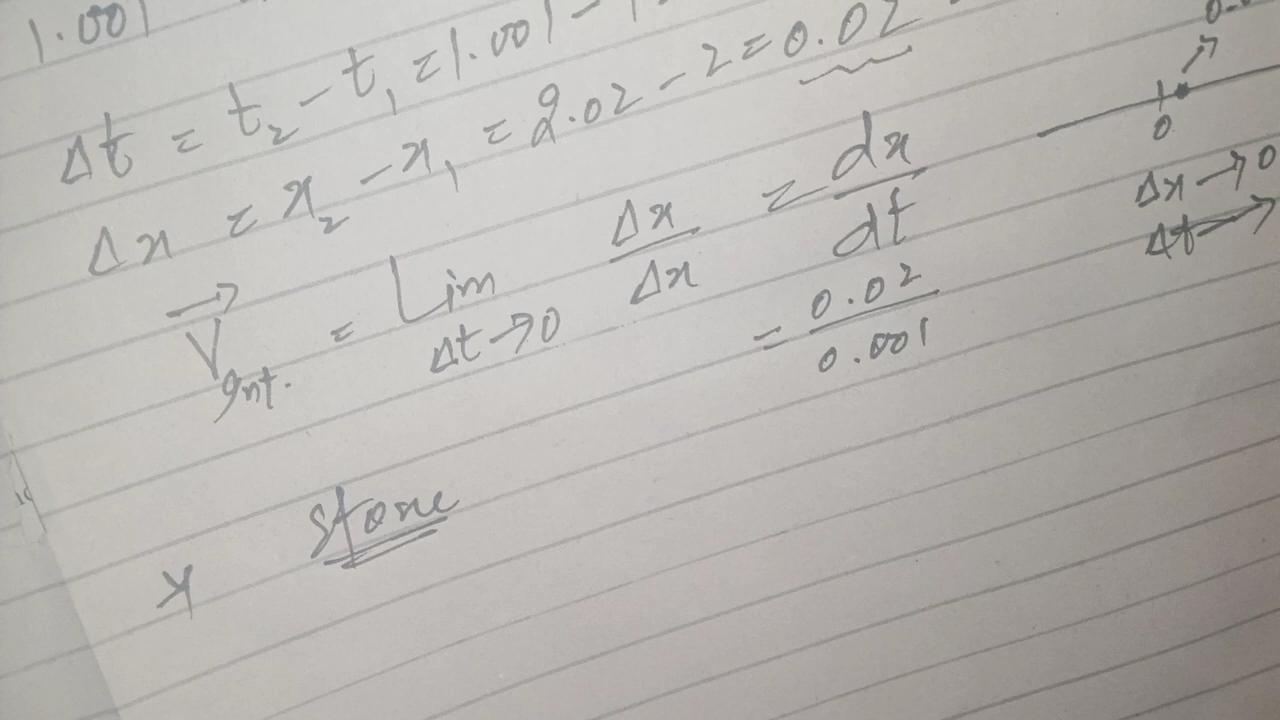 1.001
Δt = t₂ - t₁ = 1.001 -
Δx = x₂ - x₁ = 2.02 - 2 = 0.02
0
Δx → 0
Δt →
V⃗ Int. = Lim Δt→0 Δx/Δx = dx/dt
= 0.02/0.001
Stone